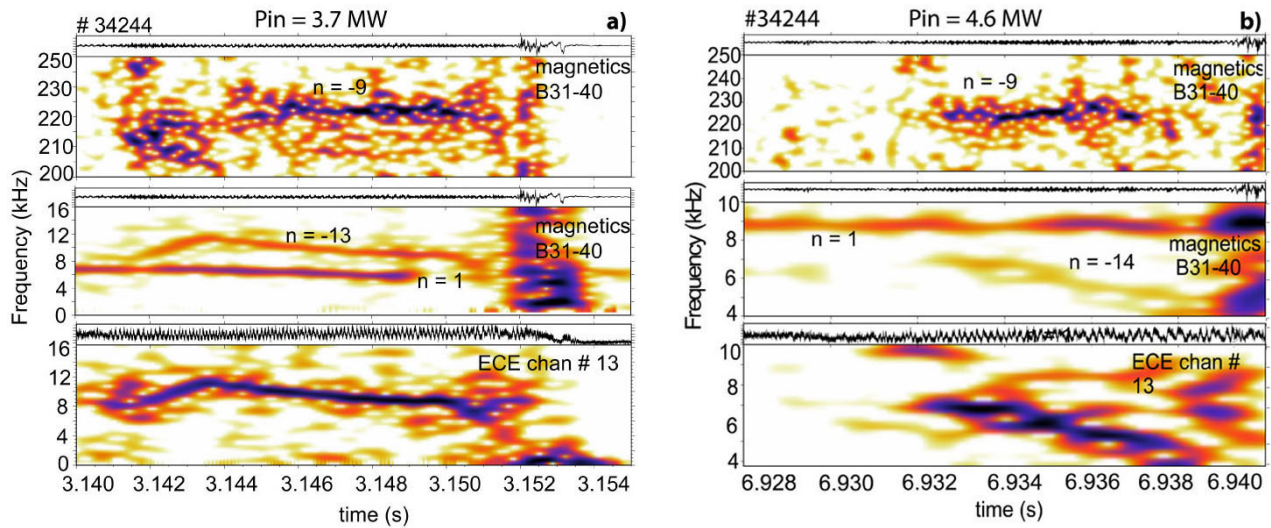 # 34244
Pin = 3.7 MW
a)
250
240
230
220
210
200
n = -9
magnetics
B31-40
16
12
8
4
0
n = -13
n = 1
magnetics
B31-40
Frequency (kHz)
16
12
8
4
0
ECE chan # 13
3.140 3.142 3.144 3.146 3.148 3.150 3.152 3.154
time (s)
#34244
Pin = 4.6 MW
b)
250
240
230
220
210
200
n = -9
magnetics
B31-40
10
8
6
4
n = 1
n = -14
magnetics
B31-40
Frequency (kHz)
10
8
6
4
ECE chan #
13
6.928 6.930 6.932 6.934 6.936 6.938 6.940
time (s)